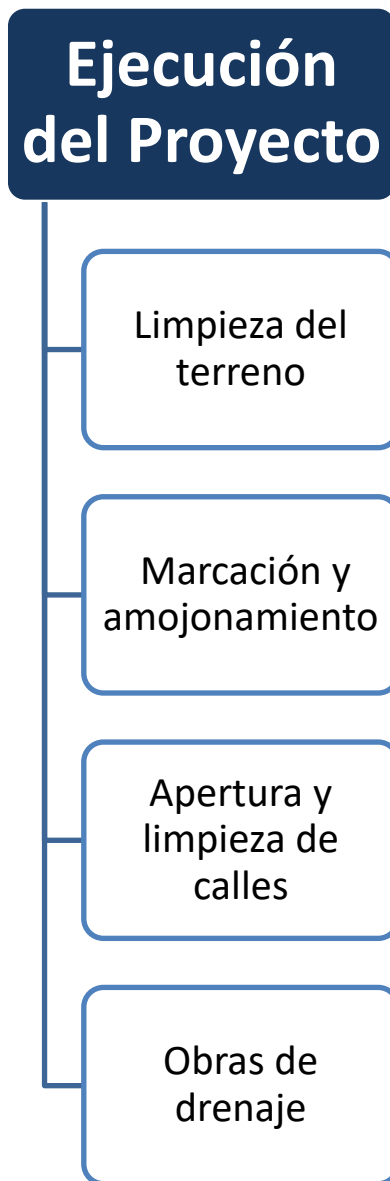 Ejecución
del Proyecto
Limpieza del
terreno
Marcación y
amojonamiento
Apertura y
limpieza de
calles
Obras de
drenaje